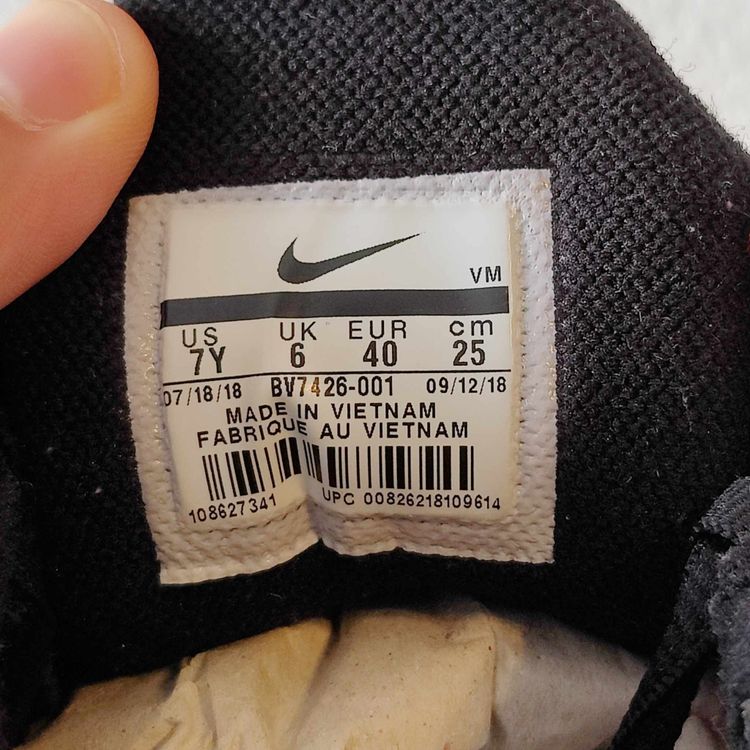 VM
US UK EUR cm
7Y 6 40 25
07/18/18 BV7426-001 09/12/18
MADE IN VIETNAM
FABRIQUE AU VIETNAM
108627341 UPC 00826218109614